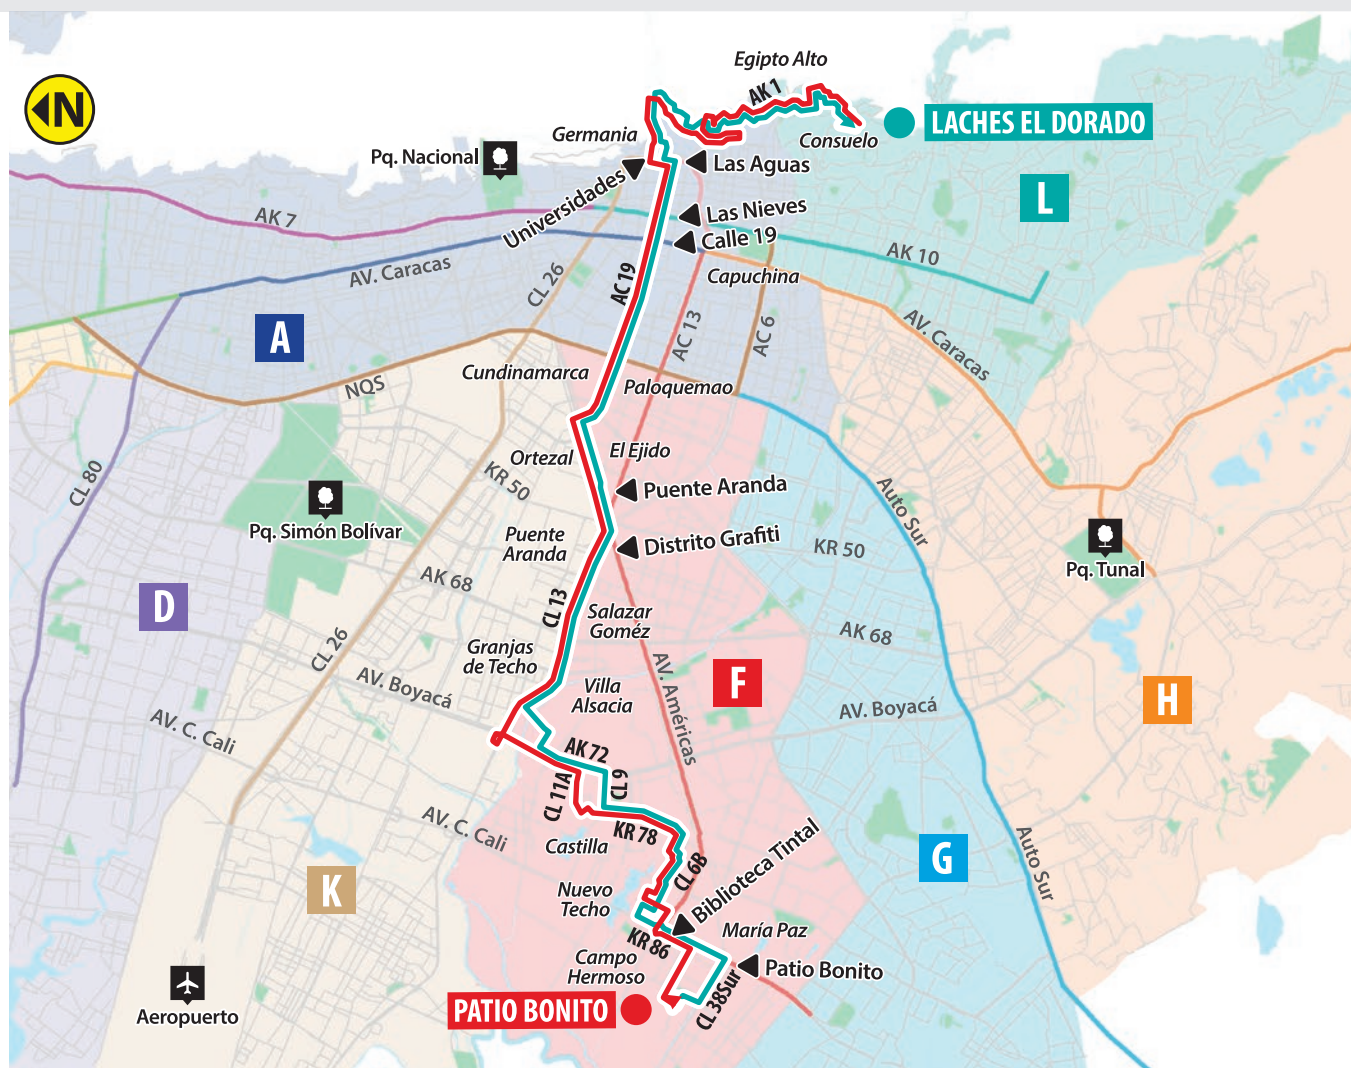 Egipto Alto
N
AK 1
LACHES EL DORADO
Germania
Consuelo
Pq. Nacional
Las Aguas
Universidades
L
AK 7
Las Nieves
Calle 19
AK 10
AV. Caracas
CL 26
AC 19
Capuchina
A
AC 13
AC 6
AV. Caracas
Cundinamarca
NQS
Paloquemao
El Ejido
Ortezal
CL 80
KR 50
Puente Aranda
Auto Sur
Pq. Simón Bolívar
Puente
Aranda
Distrito Grafiti
KR 50
Pq. Tunal
AK 68
D
CL 13
Salazar
Goméz
AK 68
CL 26
Granjas
de Techo
AV. Américas
F
Villa
Alsacia
AV. Boyacá
H
AV. Boyacá
AV. C. Cali
AK 72
CL 11A
CL 9
AV. C. Cali
KR 78
Castilla
CL 6B
Biblioteca Tintal
G
Auto Sur
K
Nuevo
Techo
María Paz
KR 86
Campo
Hermoso
Patio Bonito
CL 38Sur
PATIO BONITO
Aeropuerto